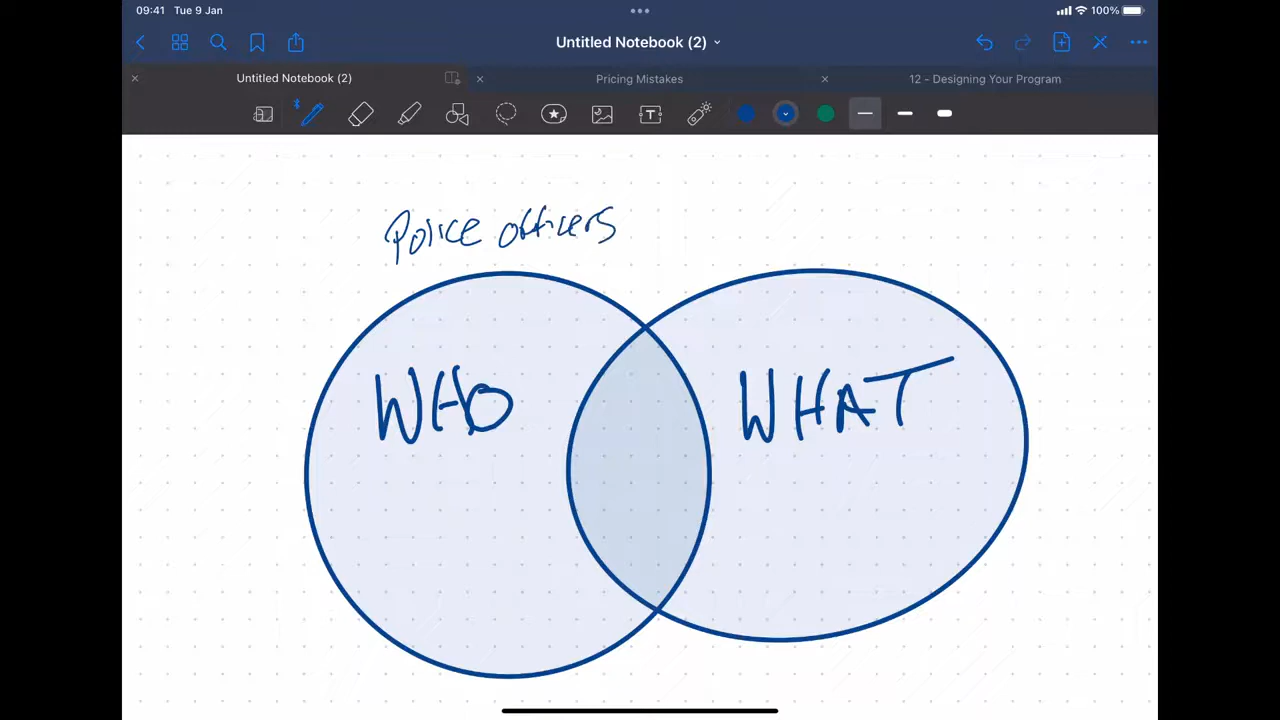 09:41 Tue 9 Jan
100%
Untitled Notebook (2)
Untitled Notebook (2)
Pricing Mistakes
12 - Designing Your Program
T
Police officers
WHO
WHAT